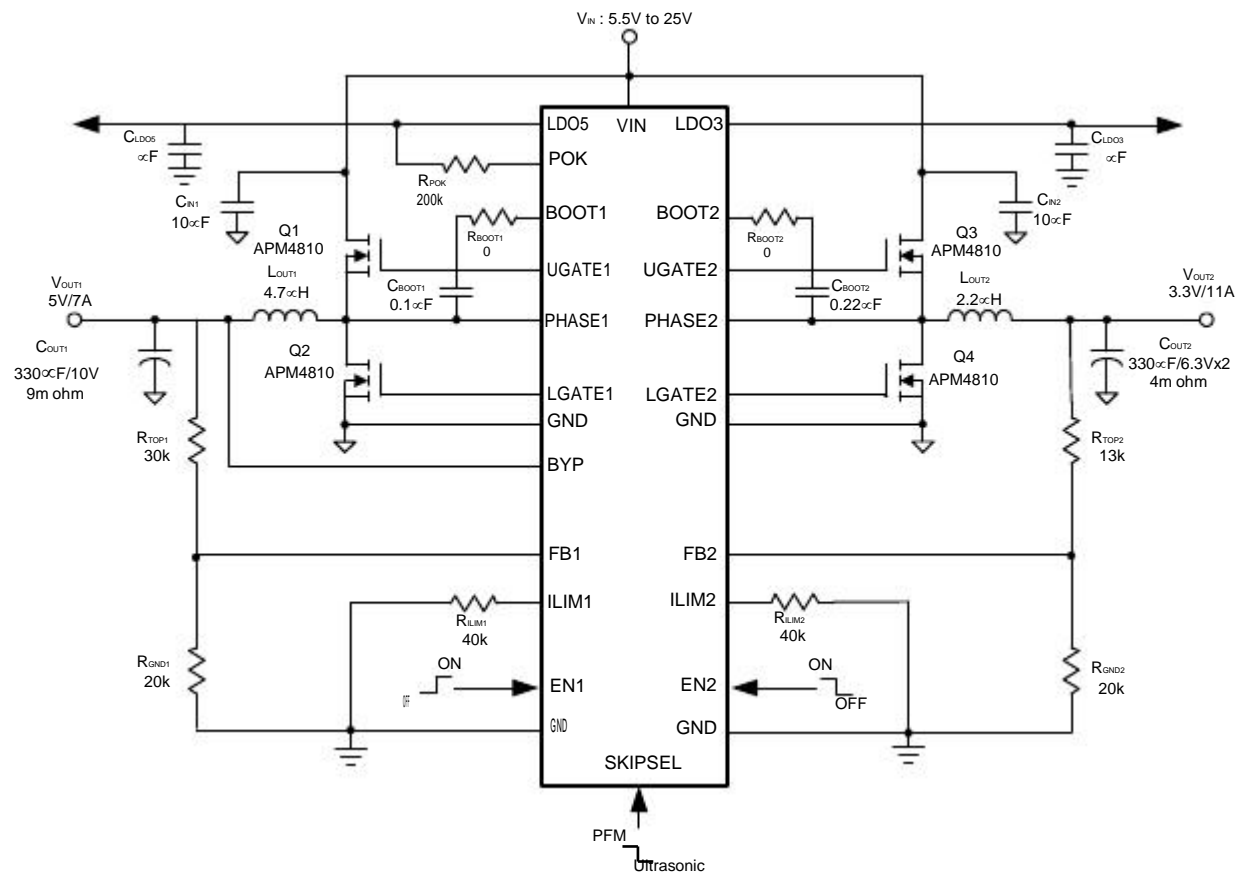 VIN : 5.5V to 25V
LDO5
VIN
LDO3
CLDO5
∝F
CLDO3
∝F
POK
RPOK
200k
CIN1
10∝F
CIN2
10∝F
BOOT1
BOOT2
RBOOT1
0
RBOOT2
0
Q1
APM4810
Q3
APM4810
UGATE1
UGATE2
LOUT1
4.7∝H
CBOOT1
0.1∝F
CBOOT2
0.22∝F
LOUT2
2.2∝H
VOUT1
5V/7A
VOUT2
3.3V/11A
PHASE1
PHASE2
COUT1
330∝F/10V
9m ohm
Q2
APM4810
Q4
APM4810
COUT2
330∝F/6.3Vx2
4m ohm
LGATE1
LGATE2
GND
GND
RTOP1
30k
RTOP2
13k
BYP
FB1
FB2
ILIM1
ILIM2
RILIM1
40k
RILIM2
40k
RGND1
20k
RGND2
20k
ON
OFF
EN1
EN2
ON
OFF
GND
GND
SKIPSEL
PFM
Ultrasonic